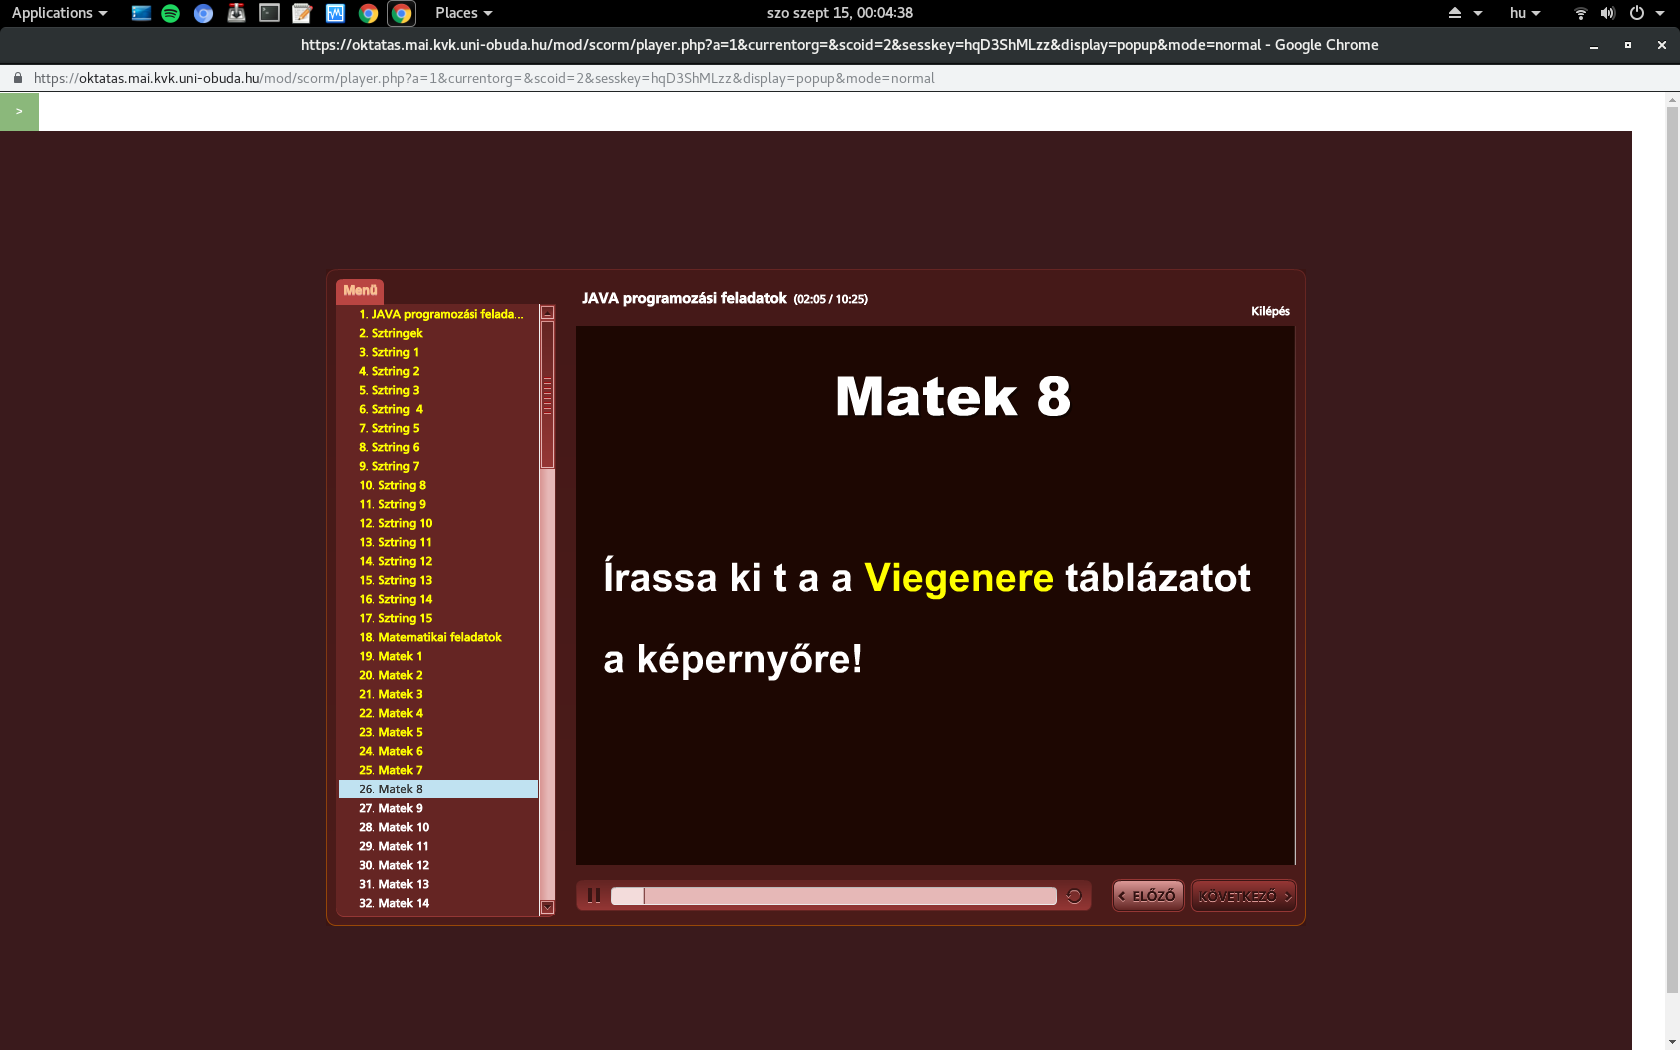 Applications
Places
szo szept 15, 00:04:38
hu
https://oktatas.mai.kvk.uni-obuda.hu/mod/scorm/player.php?a=1&currentorg=&scoid=2&sesskey=hqD3ShMLzz&display=popup&mode=normal - Google Chrome
https://oktatas.mai.kvk.uni-obuda.hu/mod/scorm/player.php?a=1&currentorg=&scoid=2&sesskey=hqD3ShMLzz&display=popup&mode=normal
>
Menü
1. JAVA programozási felada...
2. Sztringek
3. Sztring 1
4. Sztring 2
5. Sztring 3
6. Sztring  4
7. Sztring 5
8. Sztring 6
9. Sztring 7
10. Sztring 8
11. Sztring 9
12. Sztring 10
13. Sztring 11
14. Sztring 12
15. Sztring 13
16. Sztring 14
17. Sztring 15
18. Matematikai feladatok
19. Matek 1
20. Matek 2
21. Matek 3
22. Matek 4
23. Matek 5
24. Matek 6
25. Matek 7
26. Matek 8
27. Matek 9
28. Matek 10
29. Matek 11
30. Matek 12
31. Matek 13
32. Matek 14
JAVA programozási feladatok (02:05 / 10:25)
Kilépés
Matek 8
Írassa ki t a a Viegenere táblázatot
a képernyőre!
< ELŐZŐ
KÖVETKEZŐ >